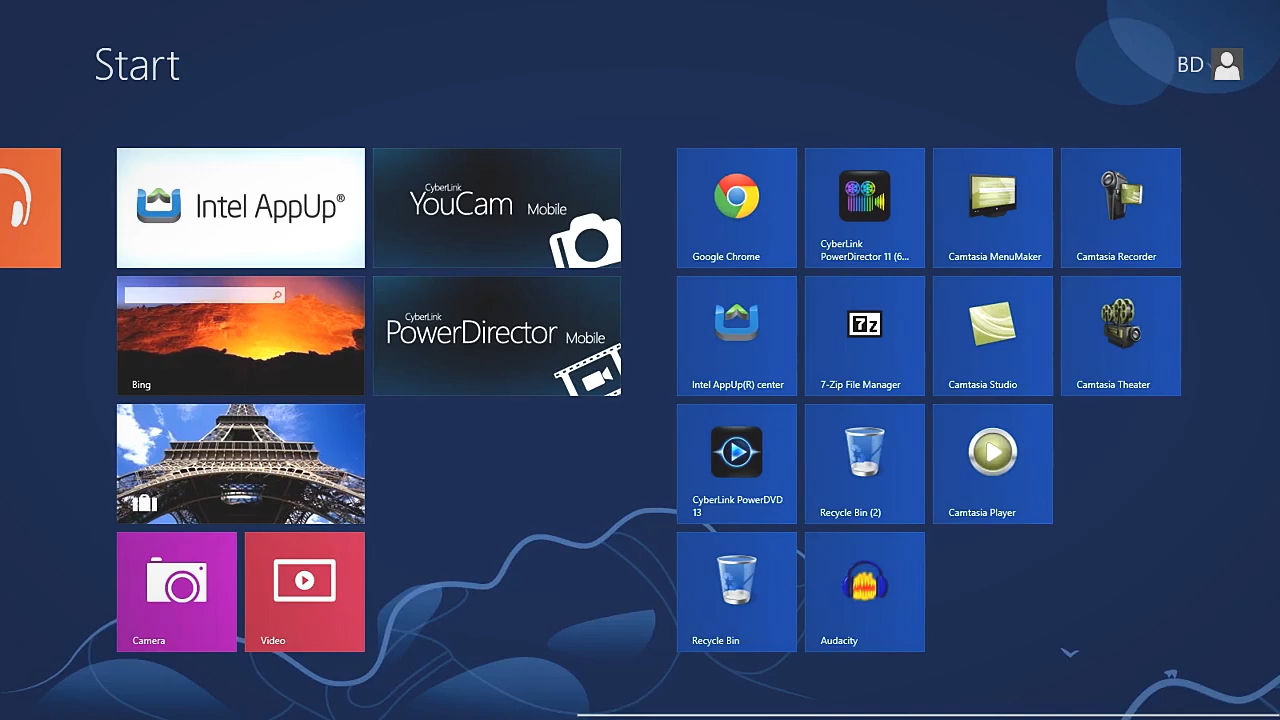 Start
BD
Intel AppUp®
CyberLink
YouCam Mobile
Bing
CyberLink
PowerDirector Mobile
Camera
Video
Google Chrome
CyberLink
PowerDirector 11 (6...
Camtasia MenuMaker
Camtasia Recorder
Intel AppUp(R) center
7z
7-Zip File Manager
Camtasia Studio
Camtasia Theater
CyberLink PowerDVD
13
Recycle Bin (2)
Camtasia Player
Recycle Bin
Audacity